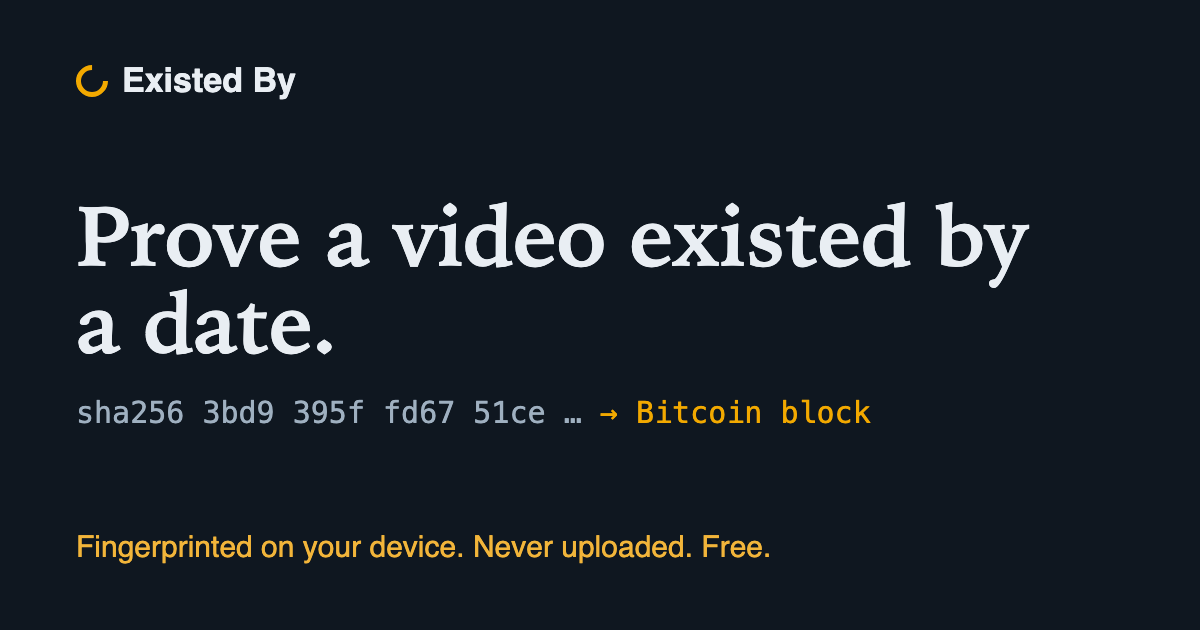 Existed By
Prove a video existed by
a date.
sha256 3bd9 395f fd67 51ce … → Bitcoin block
Fingerprinted on your device. Never uploaded. Free.